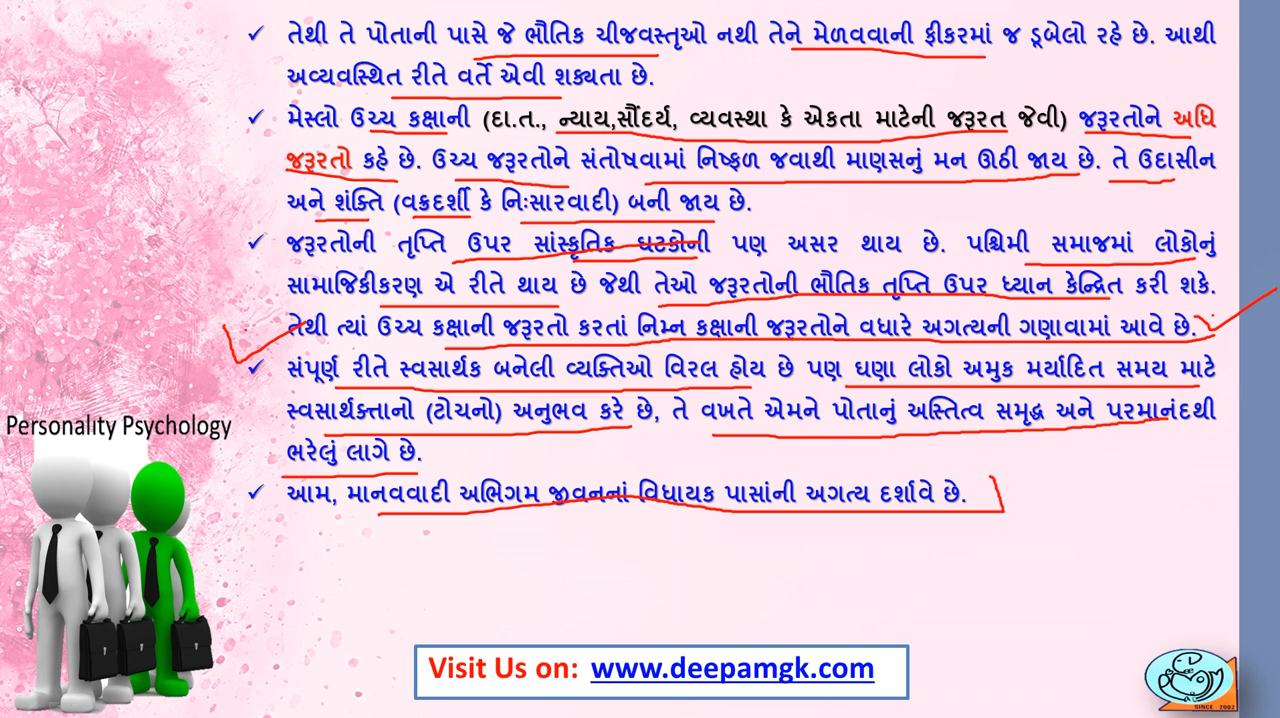 તેથી તે પોતાની પાસે જે ભૌતિક ચીજવસ્તૃઓ નથી તેને મેળવવાની ફીકરમાં જ ડૂબેલો રહે છે. આથી
અવ્યવસ્થિત રીતે વર્તે એવી શક્યતા છે.
મેસ્લો ઉચ્ચ કક્ષાની (દા.ત., ન્યાય,સૌંદર્ય, વ્યવસ્થા કે એકતા માટેની જરૂરત જેવી) જરૂરતોને અધિ
જરૂરતો કહે છે. ઉચ્ચ જરૂરતોને સંતોષવામાં નિષ્ફળ જવાથી માણસનું મન ઊઠી જાય છે. તે ઉદાસીન
અને શંક્તિ (વક્રદર્શી કે નિઃસારવાદી) બની જાય છે.
જરૂરતોની તૃપ્તિ ઉપર સાંસ્કૃતિક ઘટકોની પણ અસર થાય છે. પશ્ચિમી સમાજમાં લોકોનું
સામાજિકીકરણ એ રીતે થાય છે જેથી તેઓ જરૂરતોની ભૌતિક તૃપ્તિ ઉપર ધ્યાન કેન્દ્રિત કરી શકે.
તેથી ત્યાં ઉચ્ચ કક્ષાની જરૂરતો કરતાં નિમ્ન કક્ષાની જરૂરતોને વધારે અગત્યની ગણાવામાં આવે છે.
સંપૂર્ણ રીતે સ્વસાર્થક બનેલી વ્યક્તિઓ વિરલ હોય છે પણ ઘણા લોકો અમુક મર્યાદિત સમય માટે
સ્વસાર્થક્તાનો (ટોચનો) અનુભવ કરે છે, તે વખતે એમને પોતાનું અસ્તિત્વ સમૃદ્ધ અને પરમાનંદથી
ભરેલું લાગે છે.
આમ, માનવવાદી અભિગમ જીવનનાં વિધાયક પાસાંની અગત્ય દર્શાવે છે.
Personality Psychology
Visit Us on: www.deepamgk.com
SINCE - 2002